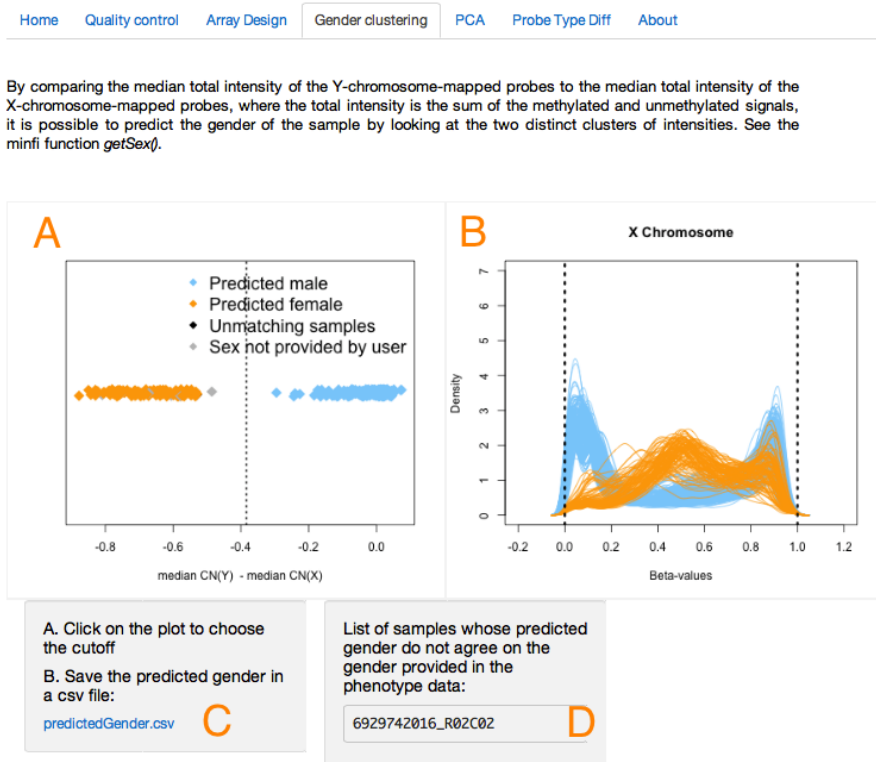 Home Quality control Array Design Gender clustering PCA Probe Type Diff About
By comparing the median total intensity of the Y-chromosome-mapped probes to the median total intensity of the
X-chromosome-mapped probes, where the total intensity is the sum of the methylated and unmethylated signals,
it is possible to predict the gender of the sample by looking at the two distinct clusters of intensities. See the
minfi function getSex().
A
Predicted male
Predicted female
Unmatching samples
Sex not provided by user
-0.8 -0.6 -0.4 -0.2 0.0
median CN(Y) - median CN(X)
B
X Chromosome
7
6
5
4
3
2
1
0
Density
-0.2 0.0 0.2 0.4 0.6 0.8 1.0 1.2
Beta-values
A. Click on the plot to choose
the cutoff
B. Save the predicted gender in
a csv file:
predictedGender.csv C
List of samples whose predicted
gender do not agree on the
gender provided in the
phenotype data:
6929742016_R02C02 D